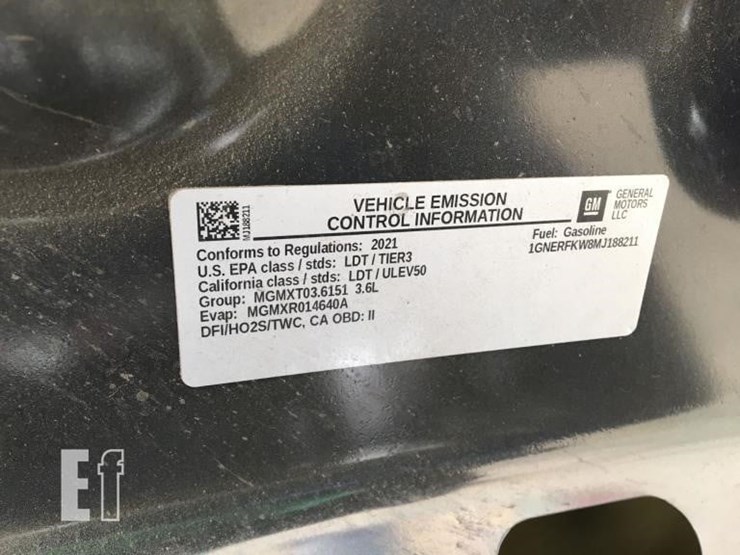 VEHICLE EMISSION
CONTROL INFORMATION
MJ188211
GM
GENERAL
MOTORS
LLC
Conforms to Regulations: 2021
U.S. EPA class / stds: LDT / TIER3
California class / stds: LDT / ULEV50
Group: MGMXT03.6151 3.6L
Evap: MGMXR014640A
DFI/HO2S/TWC, CA OBD: II
Fuel: Gasoline
1GNERFKW8MJ188211
Ef